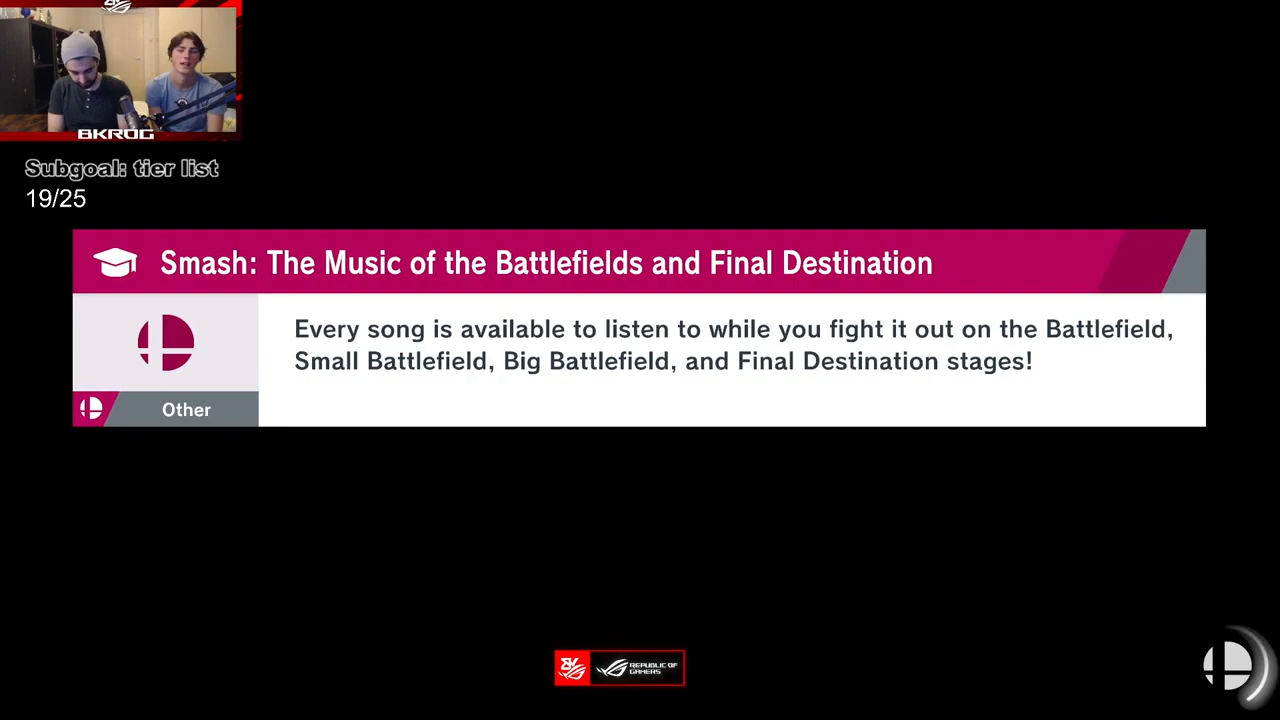 BKROG
Subgoal: tier list
19/25
Smash: The Music of the Battlefields and Final Destination
Every song is available to listen to while you fight it out on the Battlefield,
Small Battlefield, Big Battlefield, and Final Destination stages!
Other
REPUBLIC OF
GAMERS